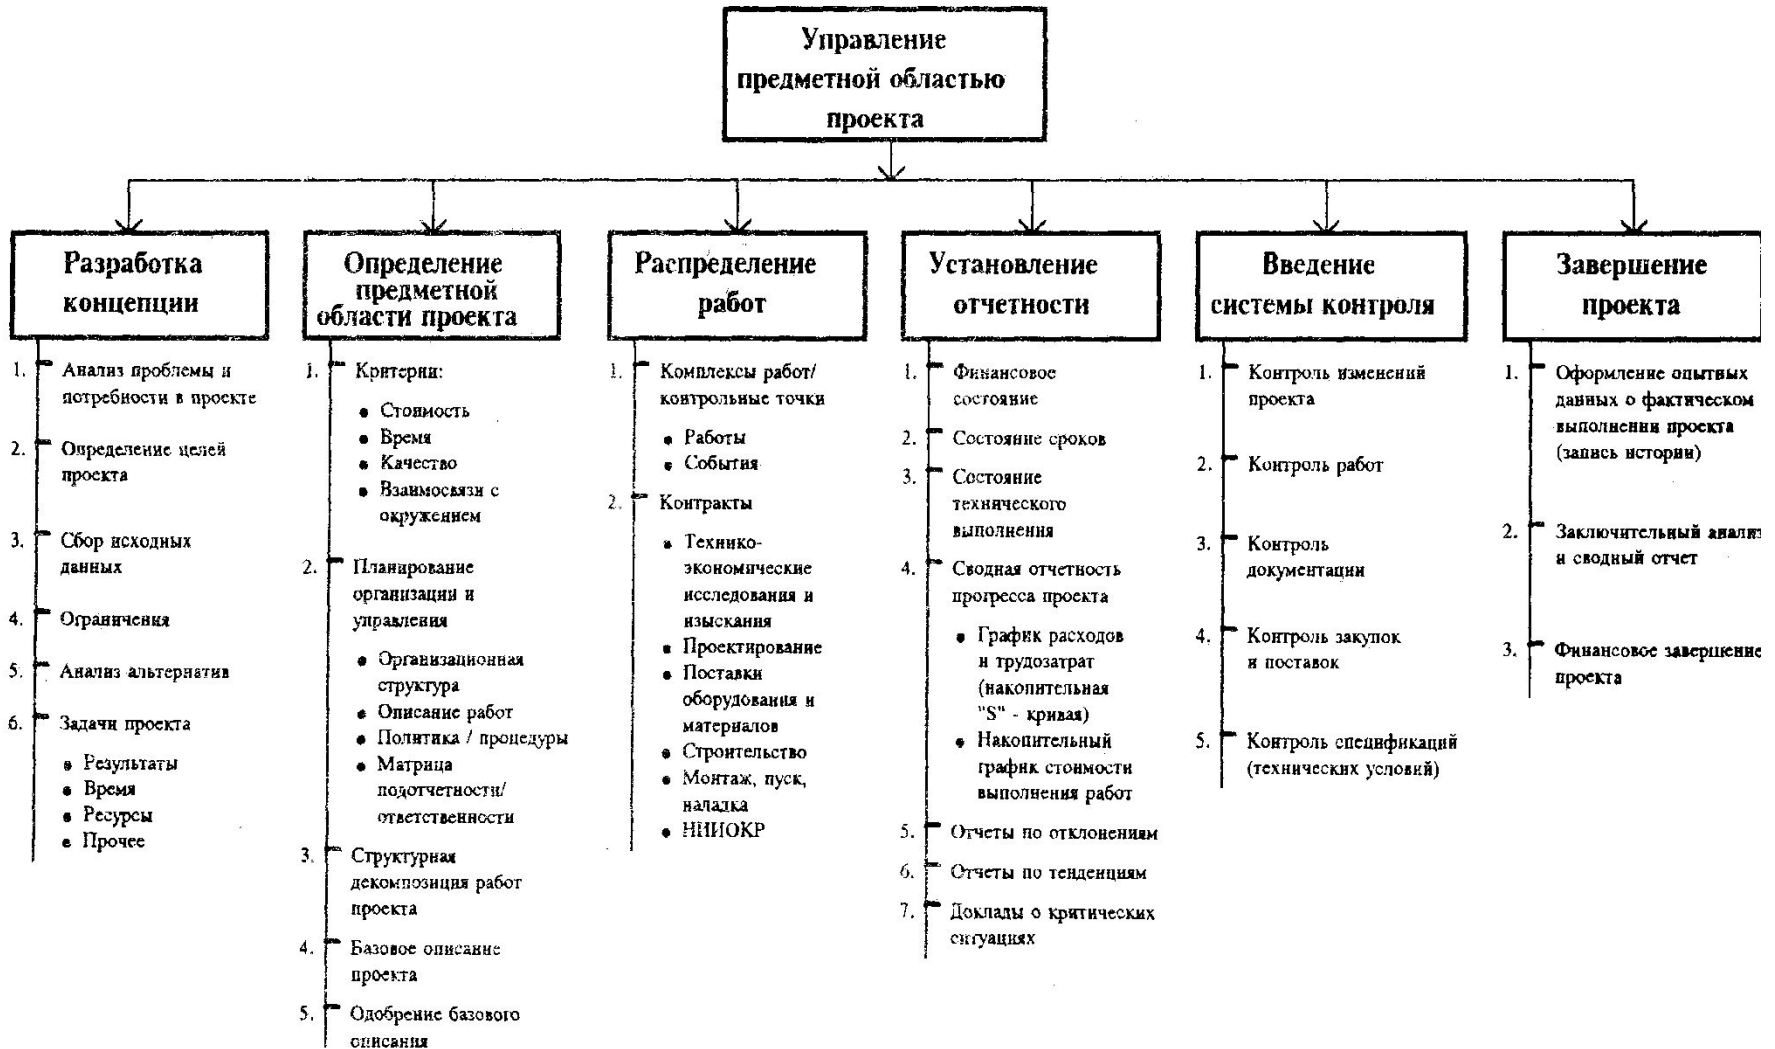 Управление
предметной областью
проекта
Разработка
концепции
1. Анализ проблемы и
потребности в проекте
2. Определение целей
проекта
3. Сбор исходных
данных
4. Ограничения
5. Анализ альтернатив
6. Задачи проекта
• Результаты
• Время
• Ресурсы
• Прочее
Определение
предметной
области проекта
1. Критерии:
• Стоимость
• Время
• Качество
• Взаимосвязи с
окружением
2. Планирование
организации и
управления
• Организационная
структура
• Описание работ
• Политика / процедуры
• Матрица
подотчетности/
ответственности
3. Структурная
декомпозиция работ
проекта
4. Базовое описание
проекта
5. Одобрение базового
описания
Распределение
работ
1. Комплексы работ/
контрольные точки
• Работы
• События
2. Контракты
• Технико-
экономические
исследования и
изыскания
• Проектирование
• Поставки
оборудования и
материалов
• Строительство
• Монтаж, пуск,
наладка
• НИИОКР
Установление
отчетности
1. Финансовое
состояние
2. Состояние сроков
3. Состояние
технического
выполнения
4. Сводная отчетность
прогресса проекта
• График расходов
и трудозатрат
(накопительная
"S" - кривая)
• Накопительный
график стоимости
выполнения работ
5. Отчеты по отклонениям
6. Отчеты по тенденциям
7. Доклады о критических
ситуациях
Введение
системы контроля
1. Контроль изменений
проекта
2. Контроль работ
3. Контроль
документации
4. Контроль закупок
и поставок
5. Контроль спецификаций
(технических условий)
Завершение
проекта
1. Оформление опытных
данных о фактическом
выполнении проекта
(запись истории)
2. Заключительный анализ
и сводный отчет
3. Финансовое завершение
проекта